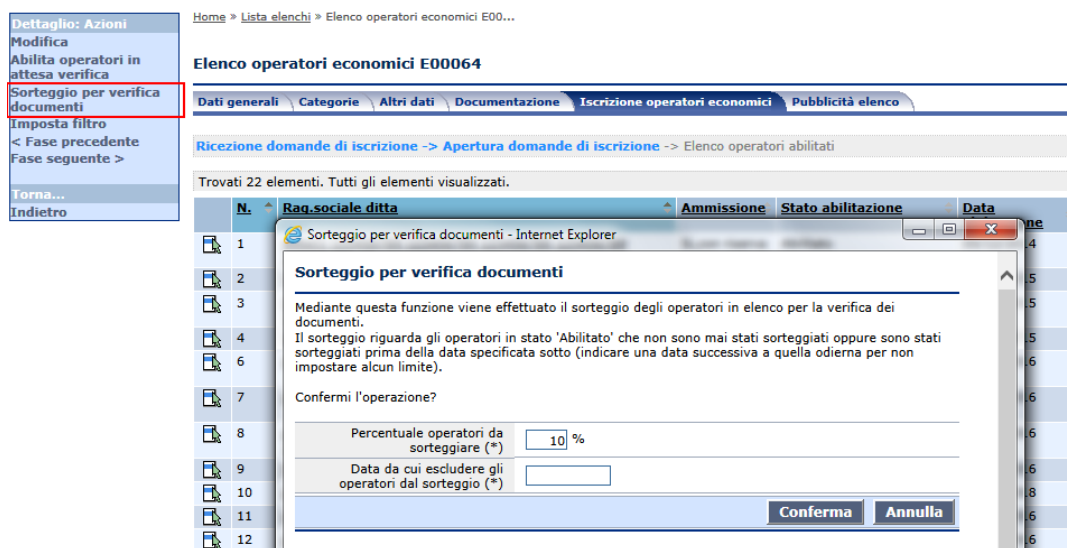 Home » Lista elenchi » Elenco operatori economici E00...
Dettaglio: Azioni
Modifica
Abilita operatori in
attesa verifica
Sorteggio per verifica
documenti
Imposta filtro
< Fase precedente
Fase seguente >
Torna...
Indietro
Elenco operatori economici E00064
Dati generali Categorie Altri dati Documentazione Iscrizione operatori economici Pubblicità elenco
Ricezione domande di iscrizione -> Apertura domande di iscrizione -> Elenco operatori abilitati
Trovati 22 elementi. Tutti gli elementi visualizzati.
N. Rag.sociale ditta Ammissione Stato abilitazione Data
1
2
3
4
6
7
8
9
10
11
12
Sorteggio per verifica documenti - Internet Explorer
Sorteggio per verifica documenti
Mediante questa funzione viene effettuato il sorteggio degli operatori in elenco per la verifica dei
documenti.
Il sorteggio riguarda gli operatori in stato 'Abilitato' che non sono mai stati sorteggiati oppure sono stati
sorteggiati prima della data specificata sotto (indicare una data successiva a quella odierna per non
impostare alcun limite).
Confermi l'operazione?
Percentuale operatori da
sorteggiare (*) 10 %
Data da cui escludere gli
operatori dal sorteggio (*)
Conferma Annulla